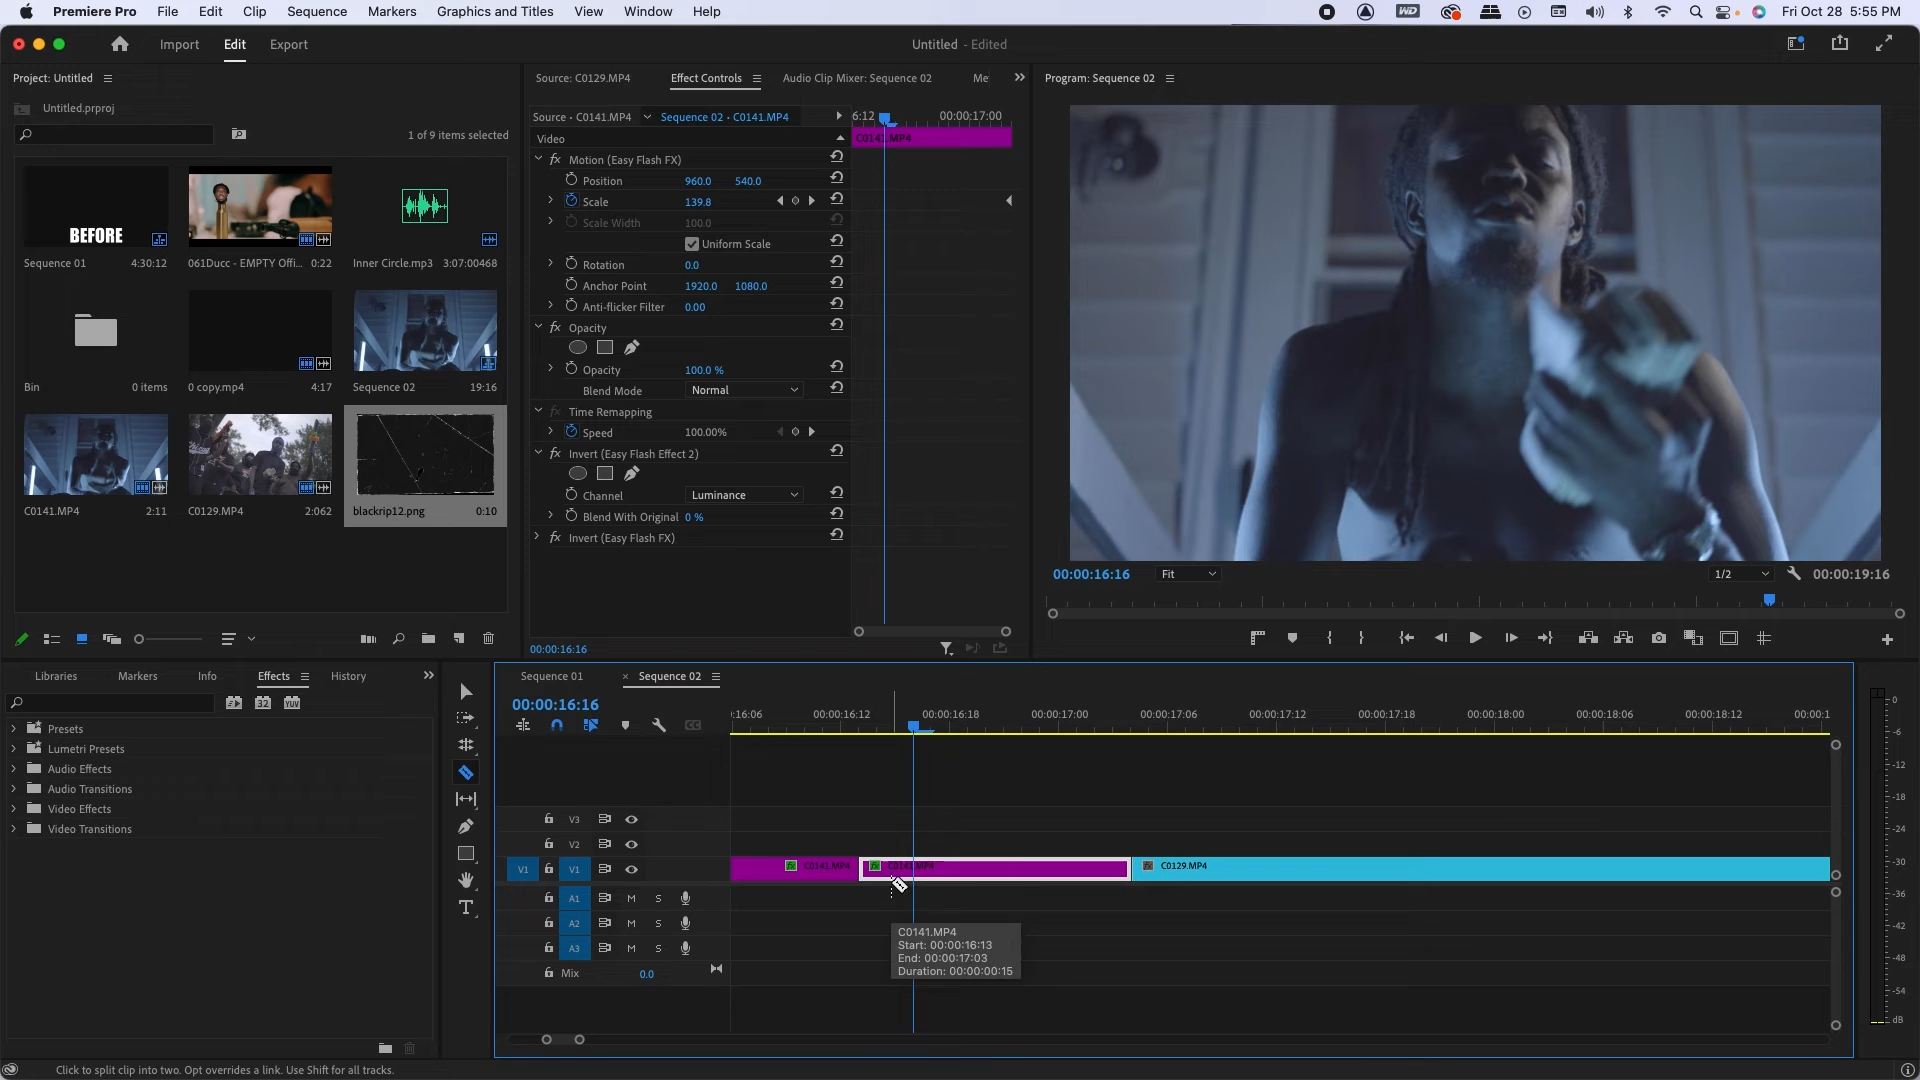 Premiere Pro File Edit Clip Sequence Markers Graphics and Titles View Window Help
WD
Fri Oct 28 5:55 PM
Import Edit Export
Untitled - Edited
Project: Untitled
Untitled.prproj
1 of 9 items selected
BEFORE
Sequence 01 4:30:12
061Ducc - EMPTY Offi... 0:22
Inner Circle.mp3 3:07:00468
Bin 0 items
0 copy.mp4 4:17
Sequence 02 19:16
C0141.MP4 2:11
C0129.MP4 2:062
blackrip12.png 0:10
Source: C0129.MP4 Effect Controls Audio Clip Mixer: Sequence 02 Me
Source · C0141.MP4 Sequence 02 · C0141.MP4
6:12 00:00:17:00
Video
C0141.MP4
fx Motion (Easy Flash FX)
Position 960.0 540.0
Scale 139.8
Scale Width 100.0
Uniform Scale
Rotation 0.0
Anchor Point 1920.0 1080.0
Anti-flicker Filter 0.00
fx Opacity
Opacity 100.0 %
Blend Mode Normal
fx Time Remapping
Speed 100.00%
fx Invert (Easy Flash Effect 2)
Channel Luminance
Blend With Original 0 %
fx Invert (Easy Flash FX)
00:00:16:16
Program: Sequence 02
00:00:16:16 Fit 1/2 00:00:19:16
Libraries Markers Info Effects History
32 YUV
Presets
Lumetri Presets
Audio Effects
Audio Transitions
Video Effects
Video Transitions
T
Sequence 01 × Sequence 02
00:00:16:16
CC
:16:06 00:00:16:12 00:00:16:18 00:00:17:00 00:00:17:06 00:00:17:12 00:00:17:18 00:00:18:00 00:00:18:06 00:00:18:12 00:00:1
V3
V2
V1 V1
fx C0141.MP4 fx C0141.MP4 fx C0129.MP4
A1 M S
A2 M S
A3 M S
Mix 0.0
C0141.MP4
Start: 00:00:16:13
End: 00:00:17:03
Duration: 00:00:00:15
0
-6
-12
-18
-24
-30
-36
-42
-48
-54
dB
Click to split clip into two. Opt overrides a link. Use Shift for all tracks.